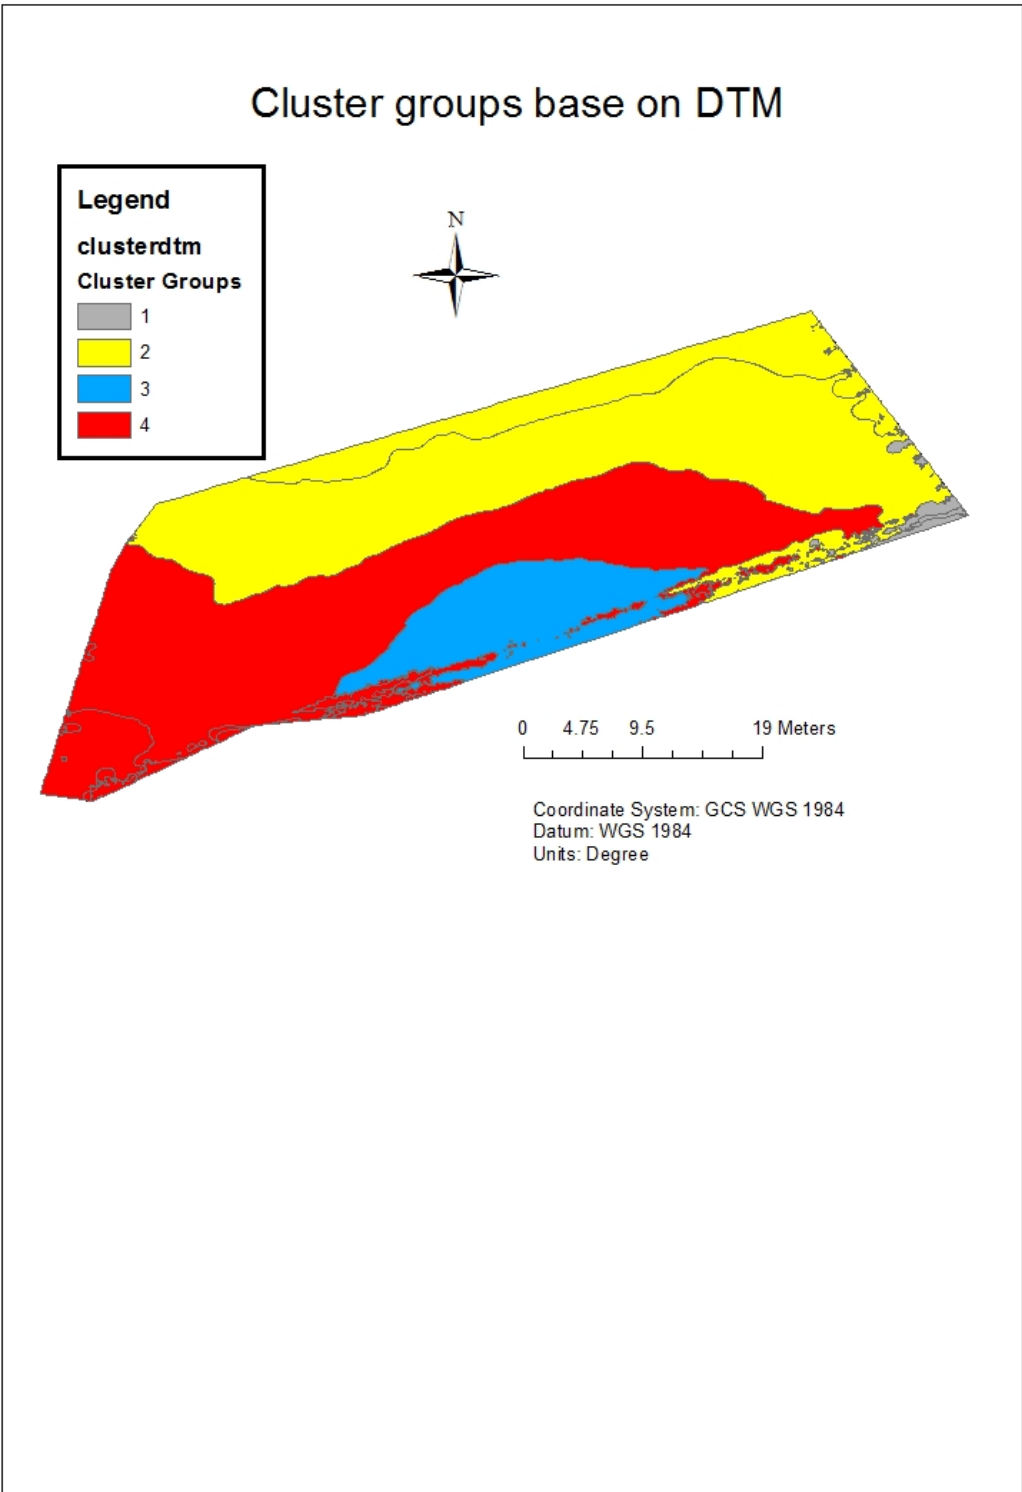 Cluster groups base on DTM
Legend
clusterdtm
Cluster Groups
1
2
3
4
N
0 4.75 9.5 19 Meters
Coordinate System: GCS WGS 1984
Datum: WGS 1984
Units: Degree